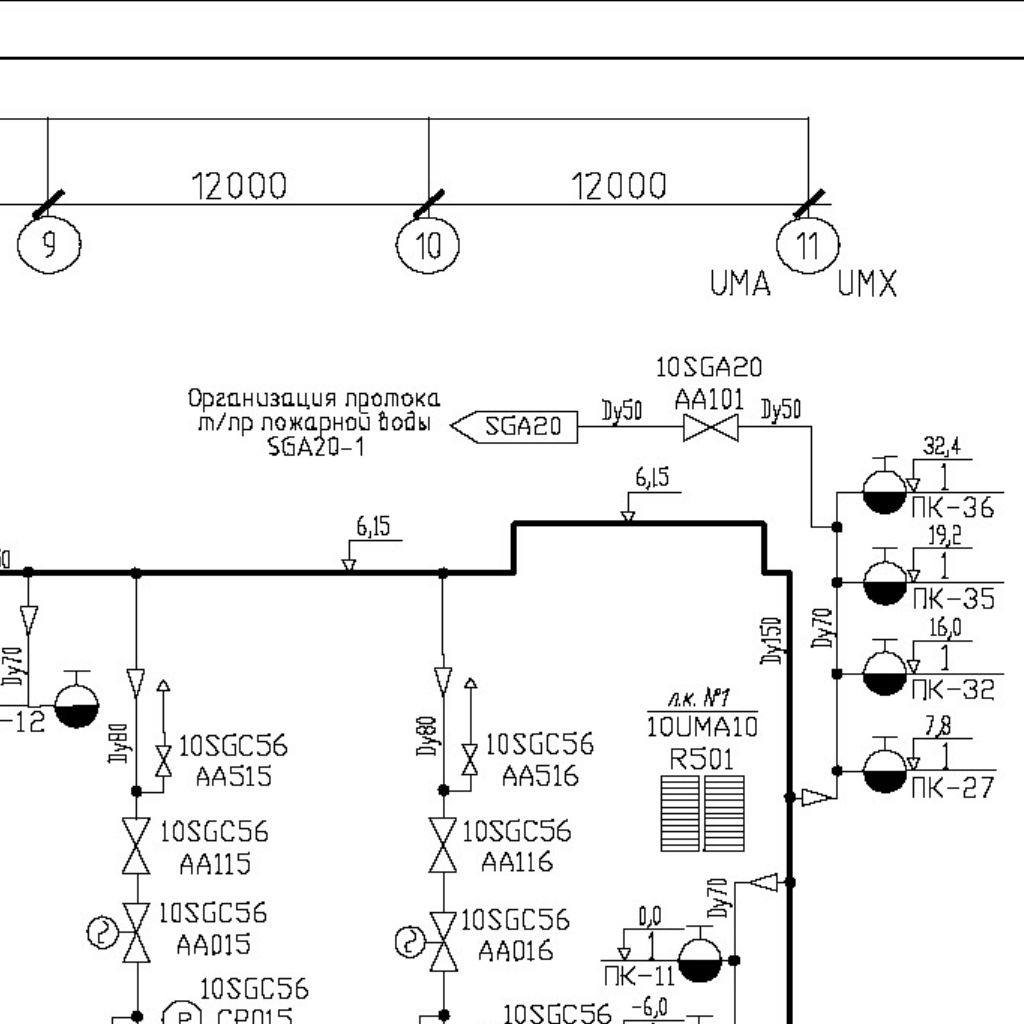 12000
12000
9
10
11
UMA
UMX
10SGA20
AA101
Организация протока
т/пр пожарной воды
SGA20-1
SGA20
Dy50
Dy50
32,4
1
ПК-36
6,15
6,15
19,2
1
ПК-35
Dy150
Dy70
16,0
1
ПК-32
Dy70
-12
л.к. №1
10UMA10
R501
7,8
1
ПК-27
Dy80
10SGC56
AA515
Dy80
10SGC56
AA516
10SGC56
AA115
10SGC56
AA116
Dy70
10SGC56
AA015
10SGC56
AA016
0,0
1
ПК-11
10SGC56
CP015
P
10SGC56
-6,0